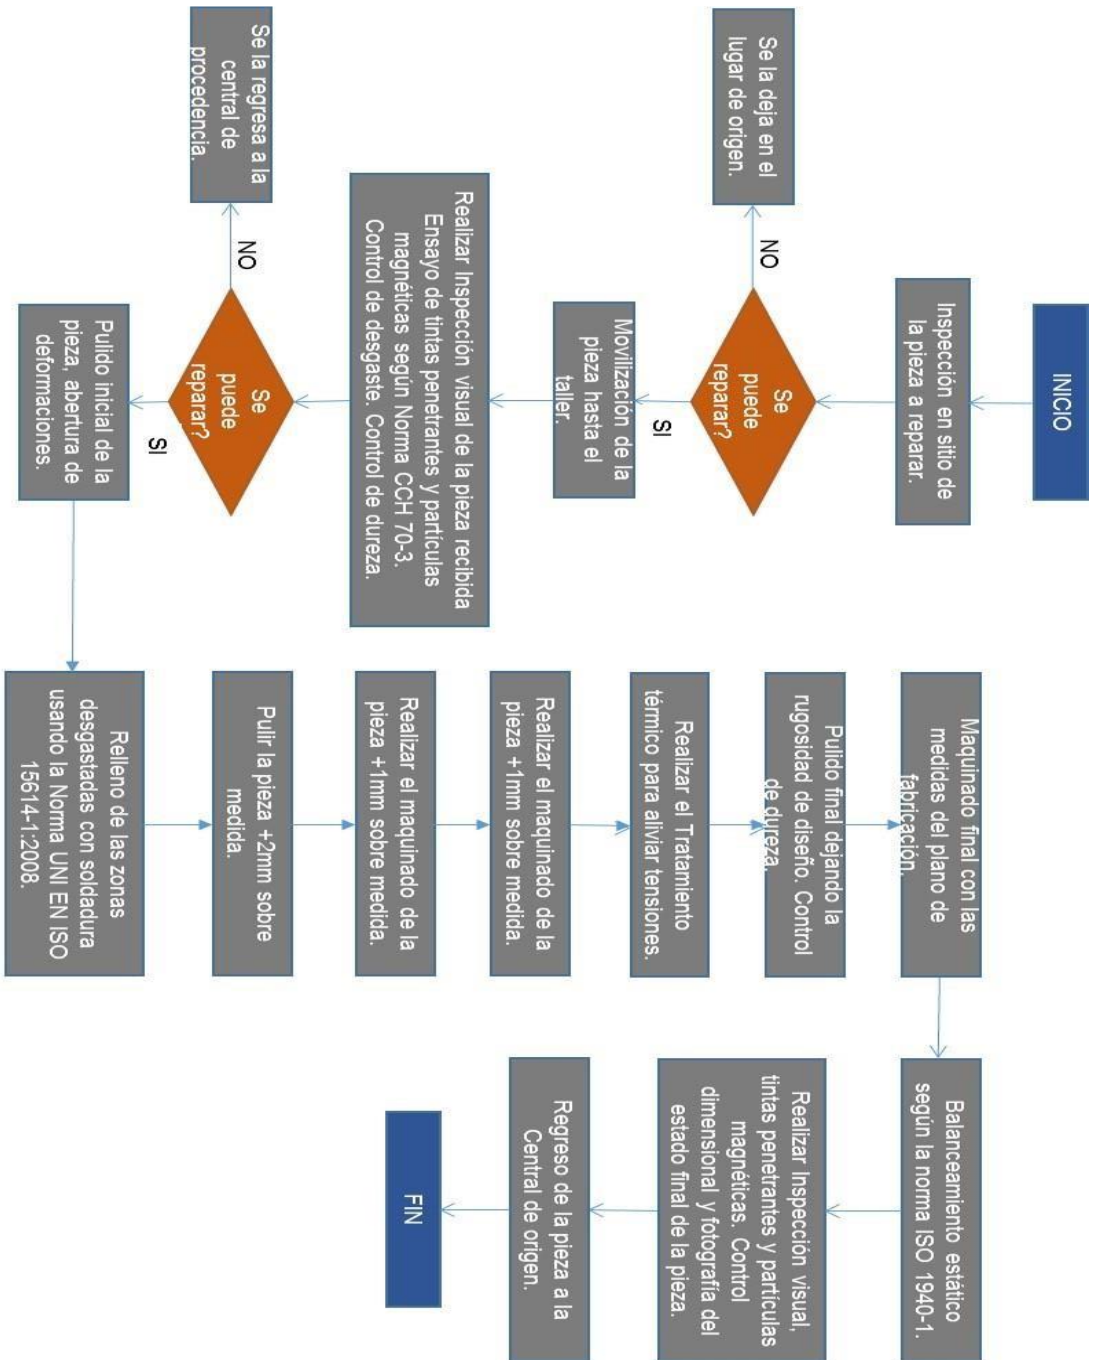 INICIO
Inspección en sitio de
la pieza a reparar.
Se
puede
reparar?
NO
Se la deja en el
lugar de origen.
SI
Movilización de la
pieza hasta el
taller.
Realizar Inspección visual de la pieza recibida
Ensayo de tintas penetrantes y partículas
magnéticas según Norma CCH 70-3.
Control de desgaste. Control de dureza.
Se
puede
reparar?
NO
Se la regresa a la
central de
procedencia.
SI
Pulido inicial de la
pieza, abertura de
deformaciones.
Relleno de las zonas
desgastadas con soldadura
usando la Norma UNI EN ISO
15614-1:2008.
Pulir la pieza +2mm sobre
medida.
Realizar el maquinado de la
pieza +1mm sobre medida.
Realizar el maquinado de la
pieza +1mm sobre medida.
Realizar el Tratamiento
térmico para aliviar tensiones.
Pulido final dejando la
rugosidad de diseño. Control
de dureza.
Maquinado final con las
medidas del plano de
fabricación.
Balanceamiento estático
según la norma ISO 1940-1.
Realizar Inspección visual,
tintas penetrantes y partículas
magnéticas. Control
dimensional y fotografía del
estado final de la pieza.
Regreso de la pieza a la
Central de origen.
FIN